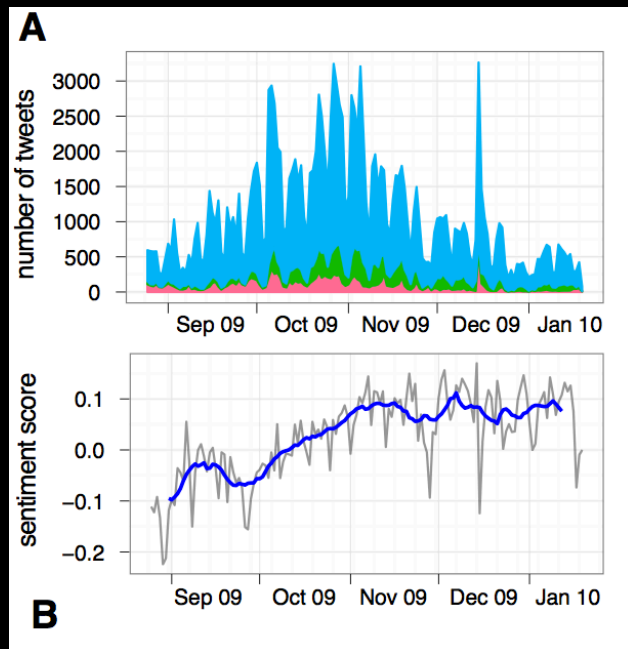 A
number of tweets
3000
2500
2000
1500
1000
500
0
Sep 09 Oct 09 Nov 09 Dec 09 Jan 10
sentiment score
0.1
0.0
−0.1
−0.2
Sep 09 Oct 09 Nov 09 Dec 09 Jan 10
B